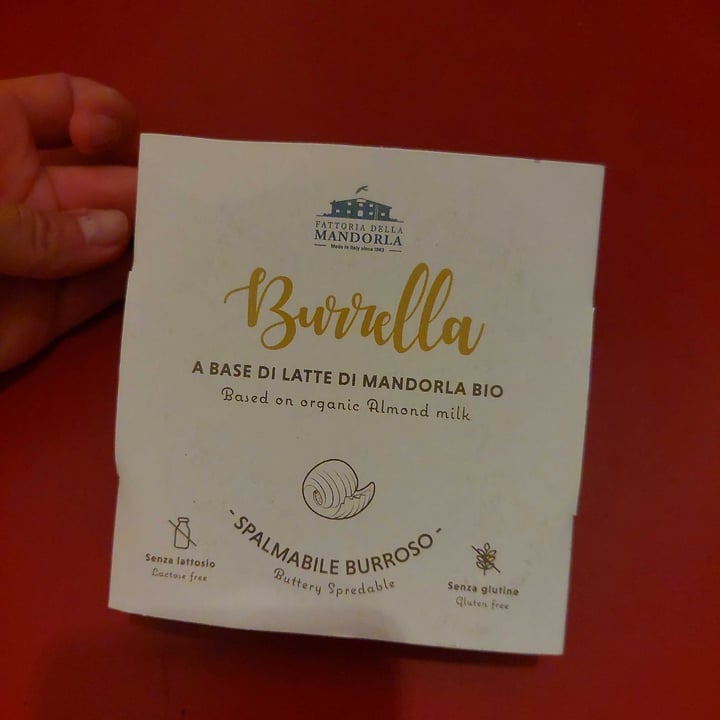 FATTORIA DELLA
MANDORLA
Made in Italy since 1963
Burrella
A BASE DI LATTE DI MANDORLA BIO
Based on organic Almond milk
- SPALMABILE BURROSO -
Buttery Spredable
Senza lattosio
Lactose free
Senza glutine
Gluten free